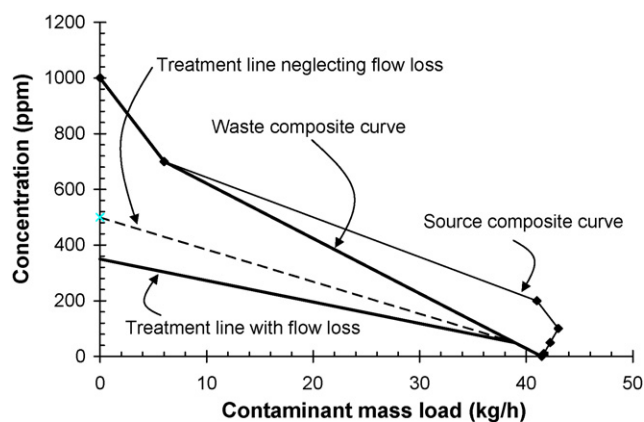 1200
Treatment line neglecting flow loss
1000
Waste composite curve
800
Concentration (ppm)
600
Source composite curve
400
200
Treatment line with flow loss
0
0 10 20 30 40 50
Contaminant mass load (kg/h)